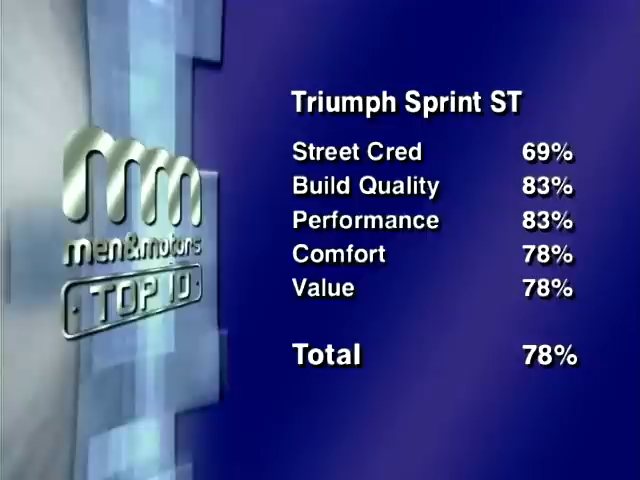 Triumph Sprint ST
Street Cred 69%
Build Quality 83%
Performance 83%
Comfort 78%
Value 78%
Total 78%
men&motors
TOP 10